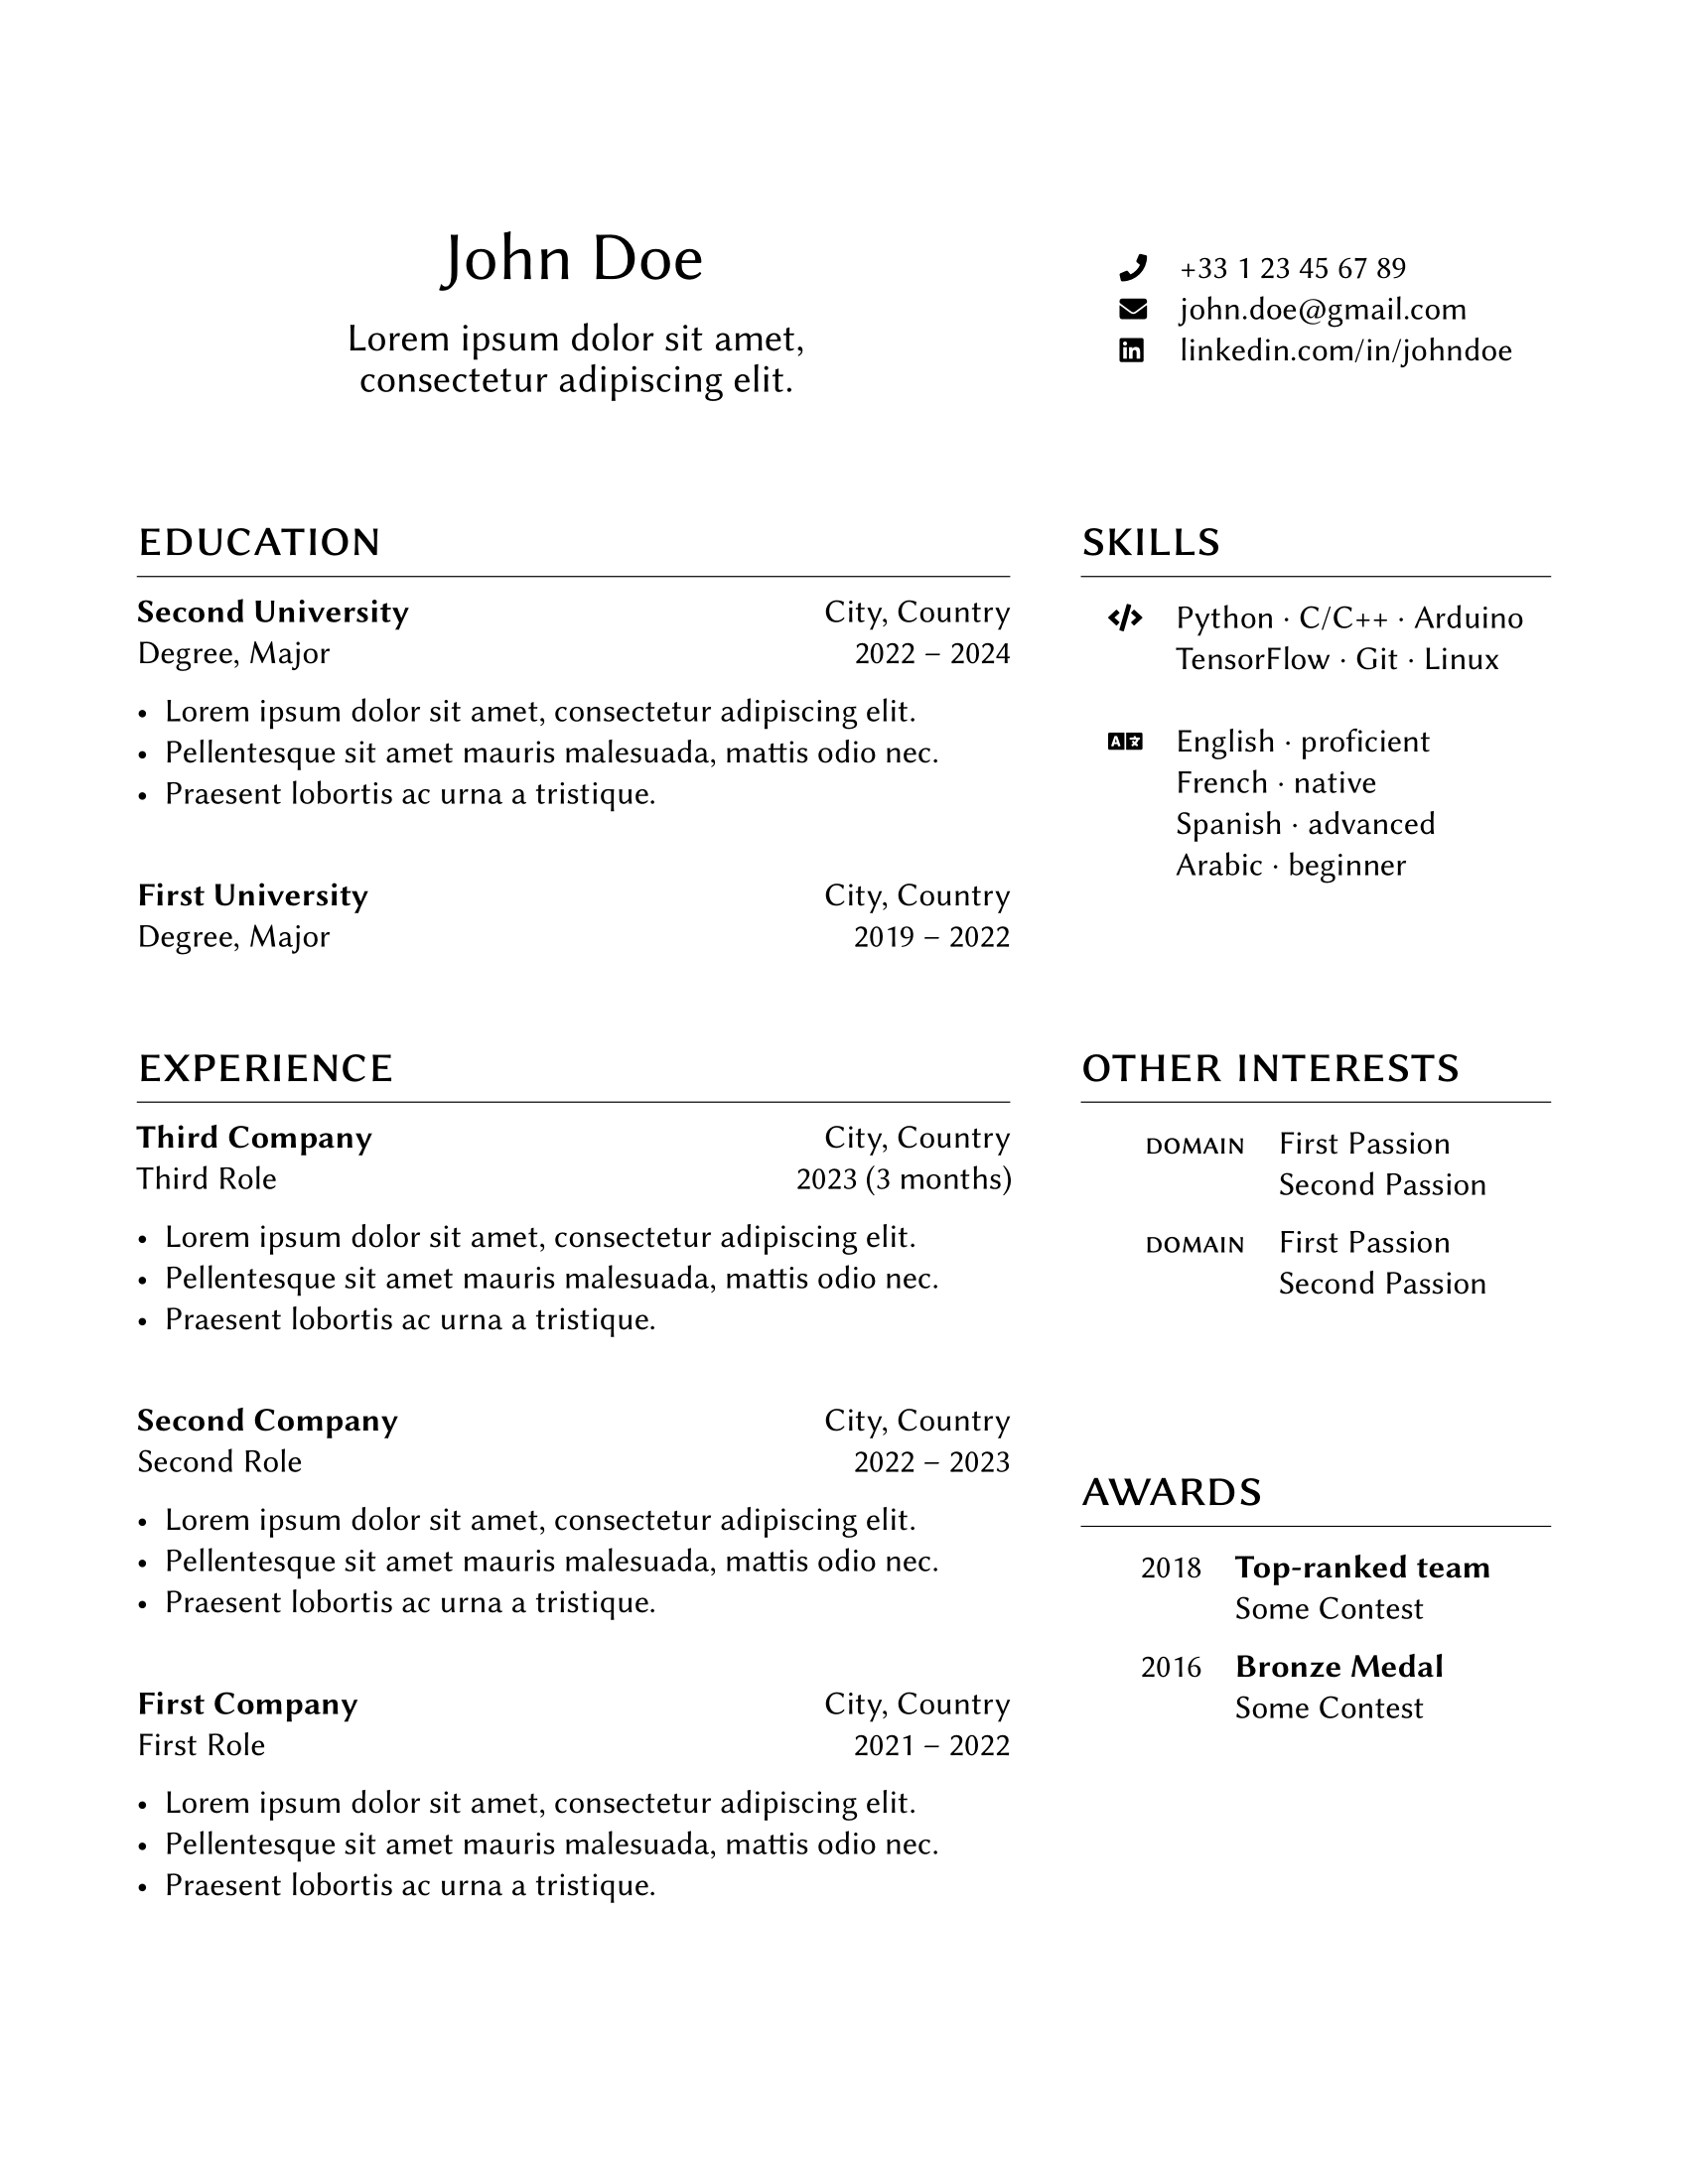 John Doe
Lorem ipsum dolor sit amet,
consectetur adipiscing elit.
+33 1 23 45 67 89
john.doe@gmail.com
linkedin.com/in/johndoe
EDUCATION
Second University City, Country
Degree, Major 2022 – 2024
• Lorem ipsum dolor sit amet, consectetur adipiscing elit.
• Pellentesque sit amet mauris malesuada, mattis odio nec.
• Praesent lobortis ac urna a tristique.
First University City, Country
Degree, Major 2019 – 2022
EXPERIENCE
Third Company City, Country
Third Role 2023 (3 months)
• Lorem ipsum dolor sit amet, consectetur adipiscing elit.
• Pellentesque sit amet mauris malesuada, mattis odio nec.
• Praesent lobortis ac urna a tristique.
Second Company City, Country
Second Role 2022 – 2023
• Lorem ipsum dolor sit amet, consectetur adipiscing elit.
• Pellentesque sit amet mauris malesuada, mattis odio nec.
• Praesent lobortis ac urna a tristique.
First Company City, Country
First Role 2021 – 2022
• Lorem ipsum dolor sit amet, consectetur adipiscing elit.
• Pellentesque sit amet mauris malesuada, mattis odio nec.
• Praesent lobortis ac urna a tristique.
SKILLS
Python · C/C++ · Arduino
TensorFlow · Git · Linux
English · proficient
French · native
Spanish · advanced
Arabic · beginner
OTHER INTERESTS
DOMAIN First Passion
Second Passion
DOMAIN First Passion
Second Passion
AWARDS
2018 Top-ranked team
Some Contest
2016 Bronze Medal
Some Contest